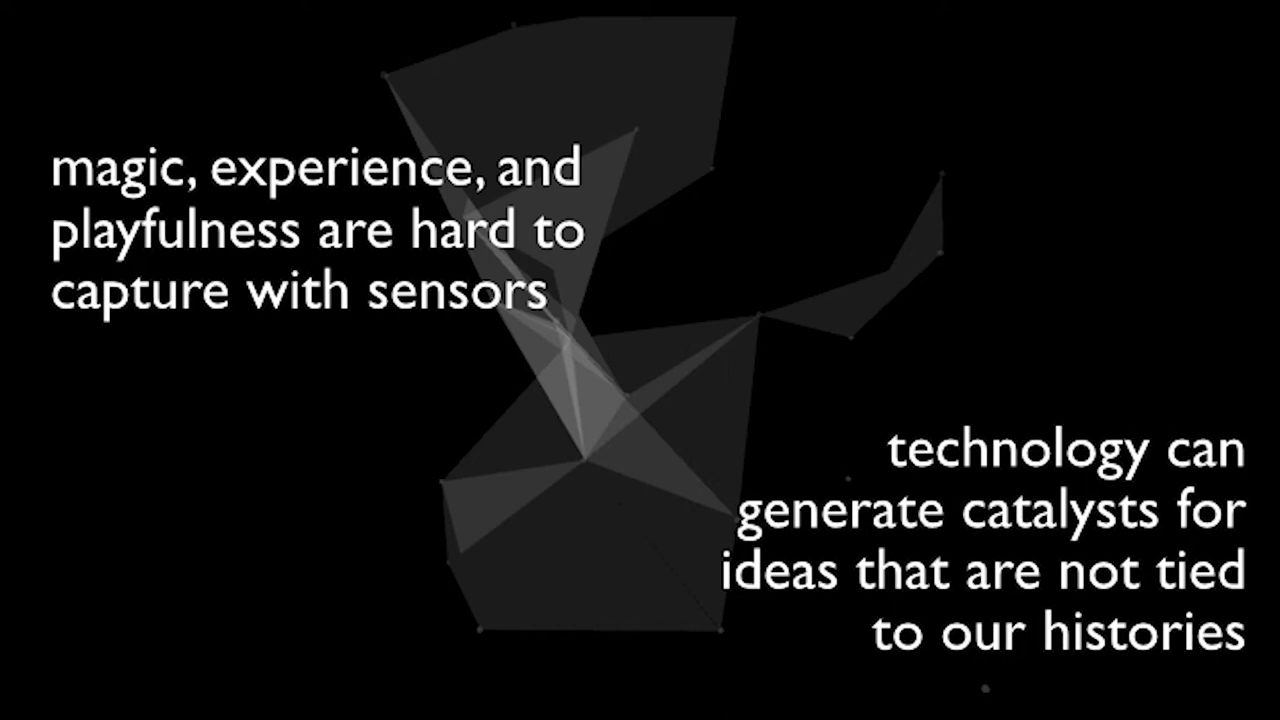 magic, experience, and
playfulness are hard to
capture with sensors
technology can
generate catalysts for
ideas that are not tied
to our histories